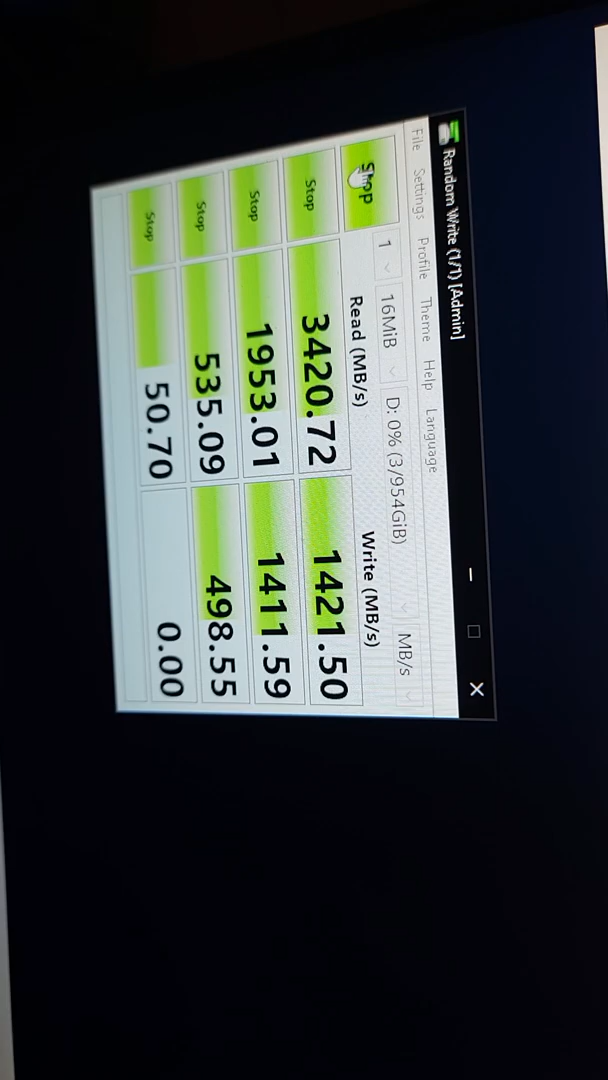 Random Write (1/1) [Admin]
File Settings Profile Theme Help Language
Stop 1 16MiB D: 0% (3/954GiB) MB/s
Read (MB/s) Write (MB/s)
Stop 3420.72 1421.50
Stop 1953.01 1411.59
Stop 535.09 498.55
Stop 50.70 0.00